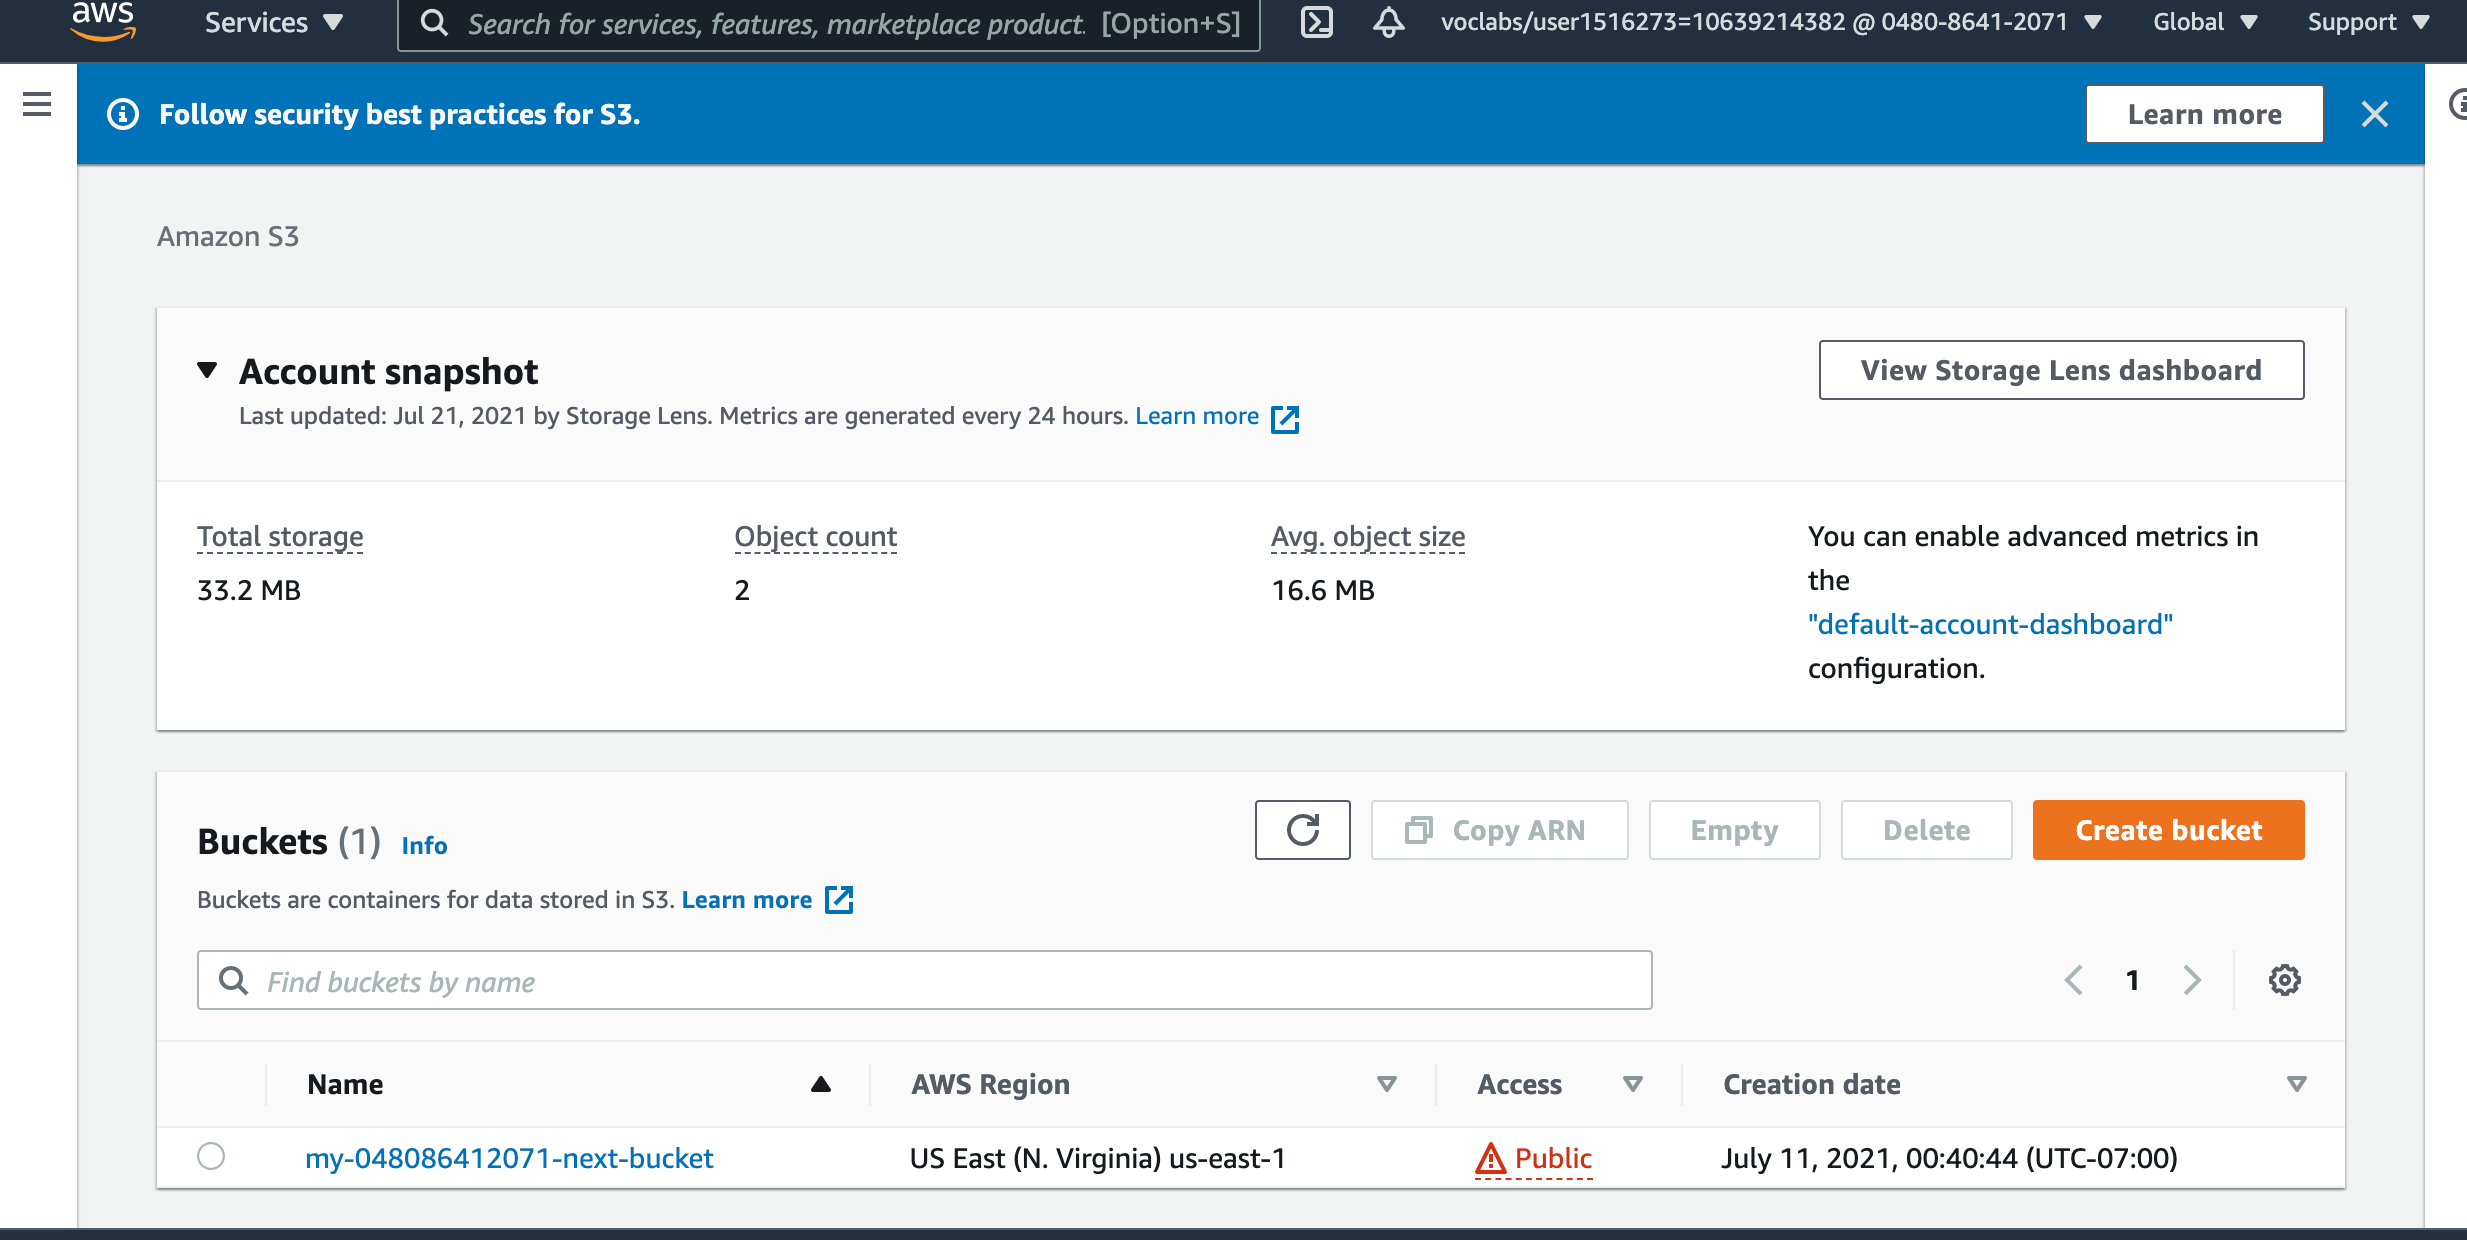 aws
Services
Search for services, features, marketplace product. [Option+S]
voclabs/user1516273=10639214382 @ 0480-8641-2071
Global
Support
Follow security best practices for S3.
Learn more
Amazon S3
Account snapshot
View Storage Lens dashboard
Last updated: Jul 21, 2021 by Storage Lens. Metrics are generated every 24 hours. Learn more
Total storage
33.2 MB
Object count
2
Avg. object size
16.6 MB
You can enable advanced metrics in
the
"default-account-dashboard"
configuration.
Buckets (1) Info
Copy ARN
Empty
Delete
Create bucket
Buckets are containers for data stored in S3. Learn more
Find buckets by name
1
Name
AWS Region
Access
Creation date
my-048086412071-next-bucket
US East (N. Virginia) us-east-1
Public
July 11, 2021, 00:40:44 (UTC-07:00)